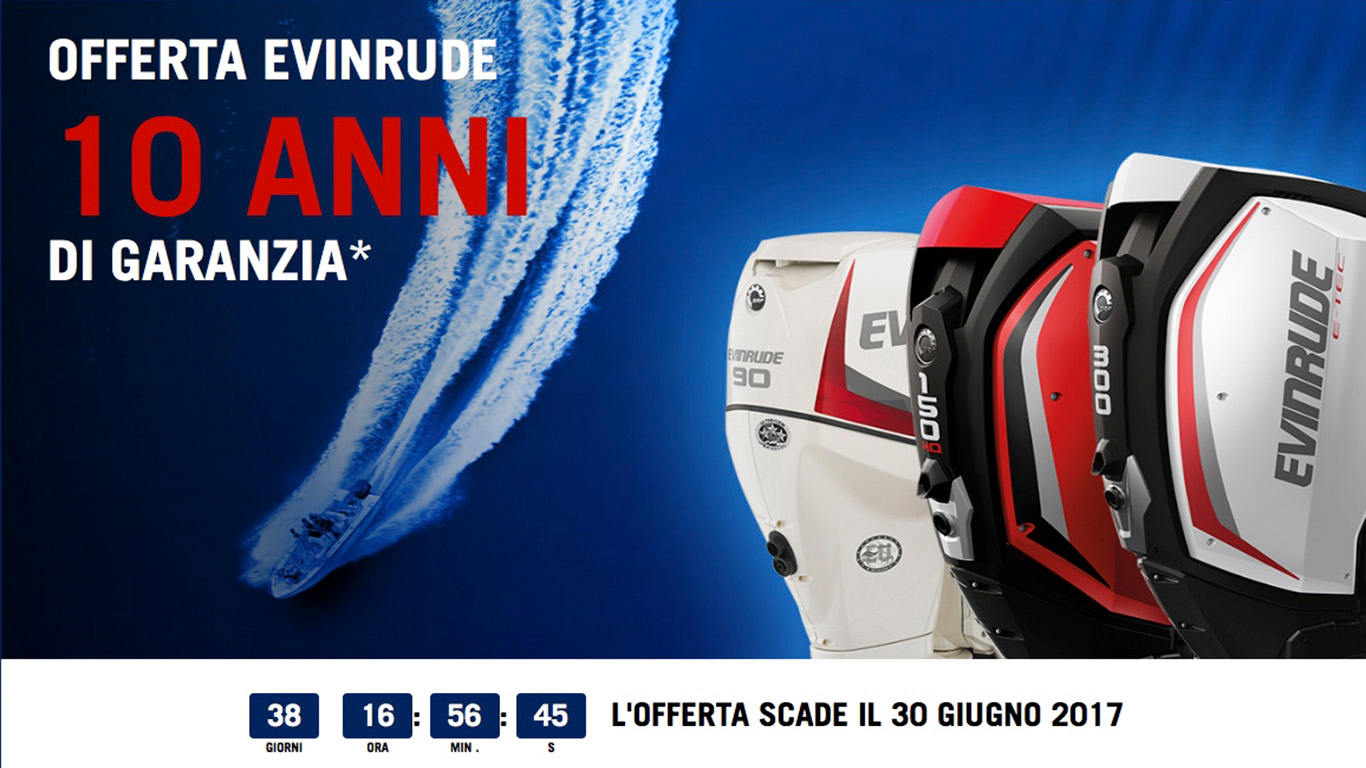 OFFERTA EVINRUDE
10 ANNI
DI GARANZIA*
EVINRUDE
90
EV
150
HO
300
EVINRUDE
E-TEC
38 16 : 56 : 45
GIORNI ORA MIN . S
L'OFFERTA SCADE IL 30 GIUGNO 2017